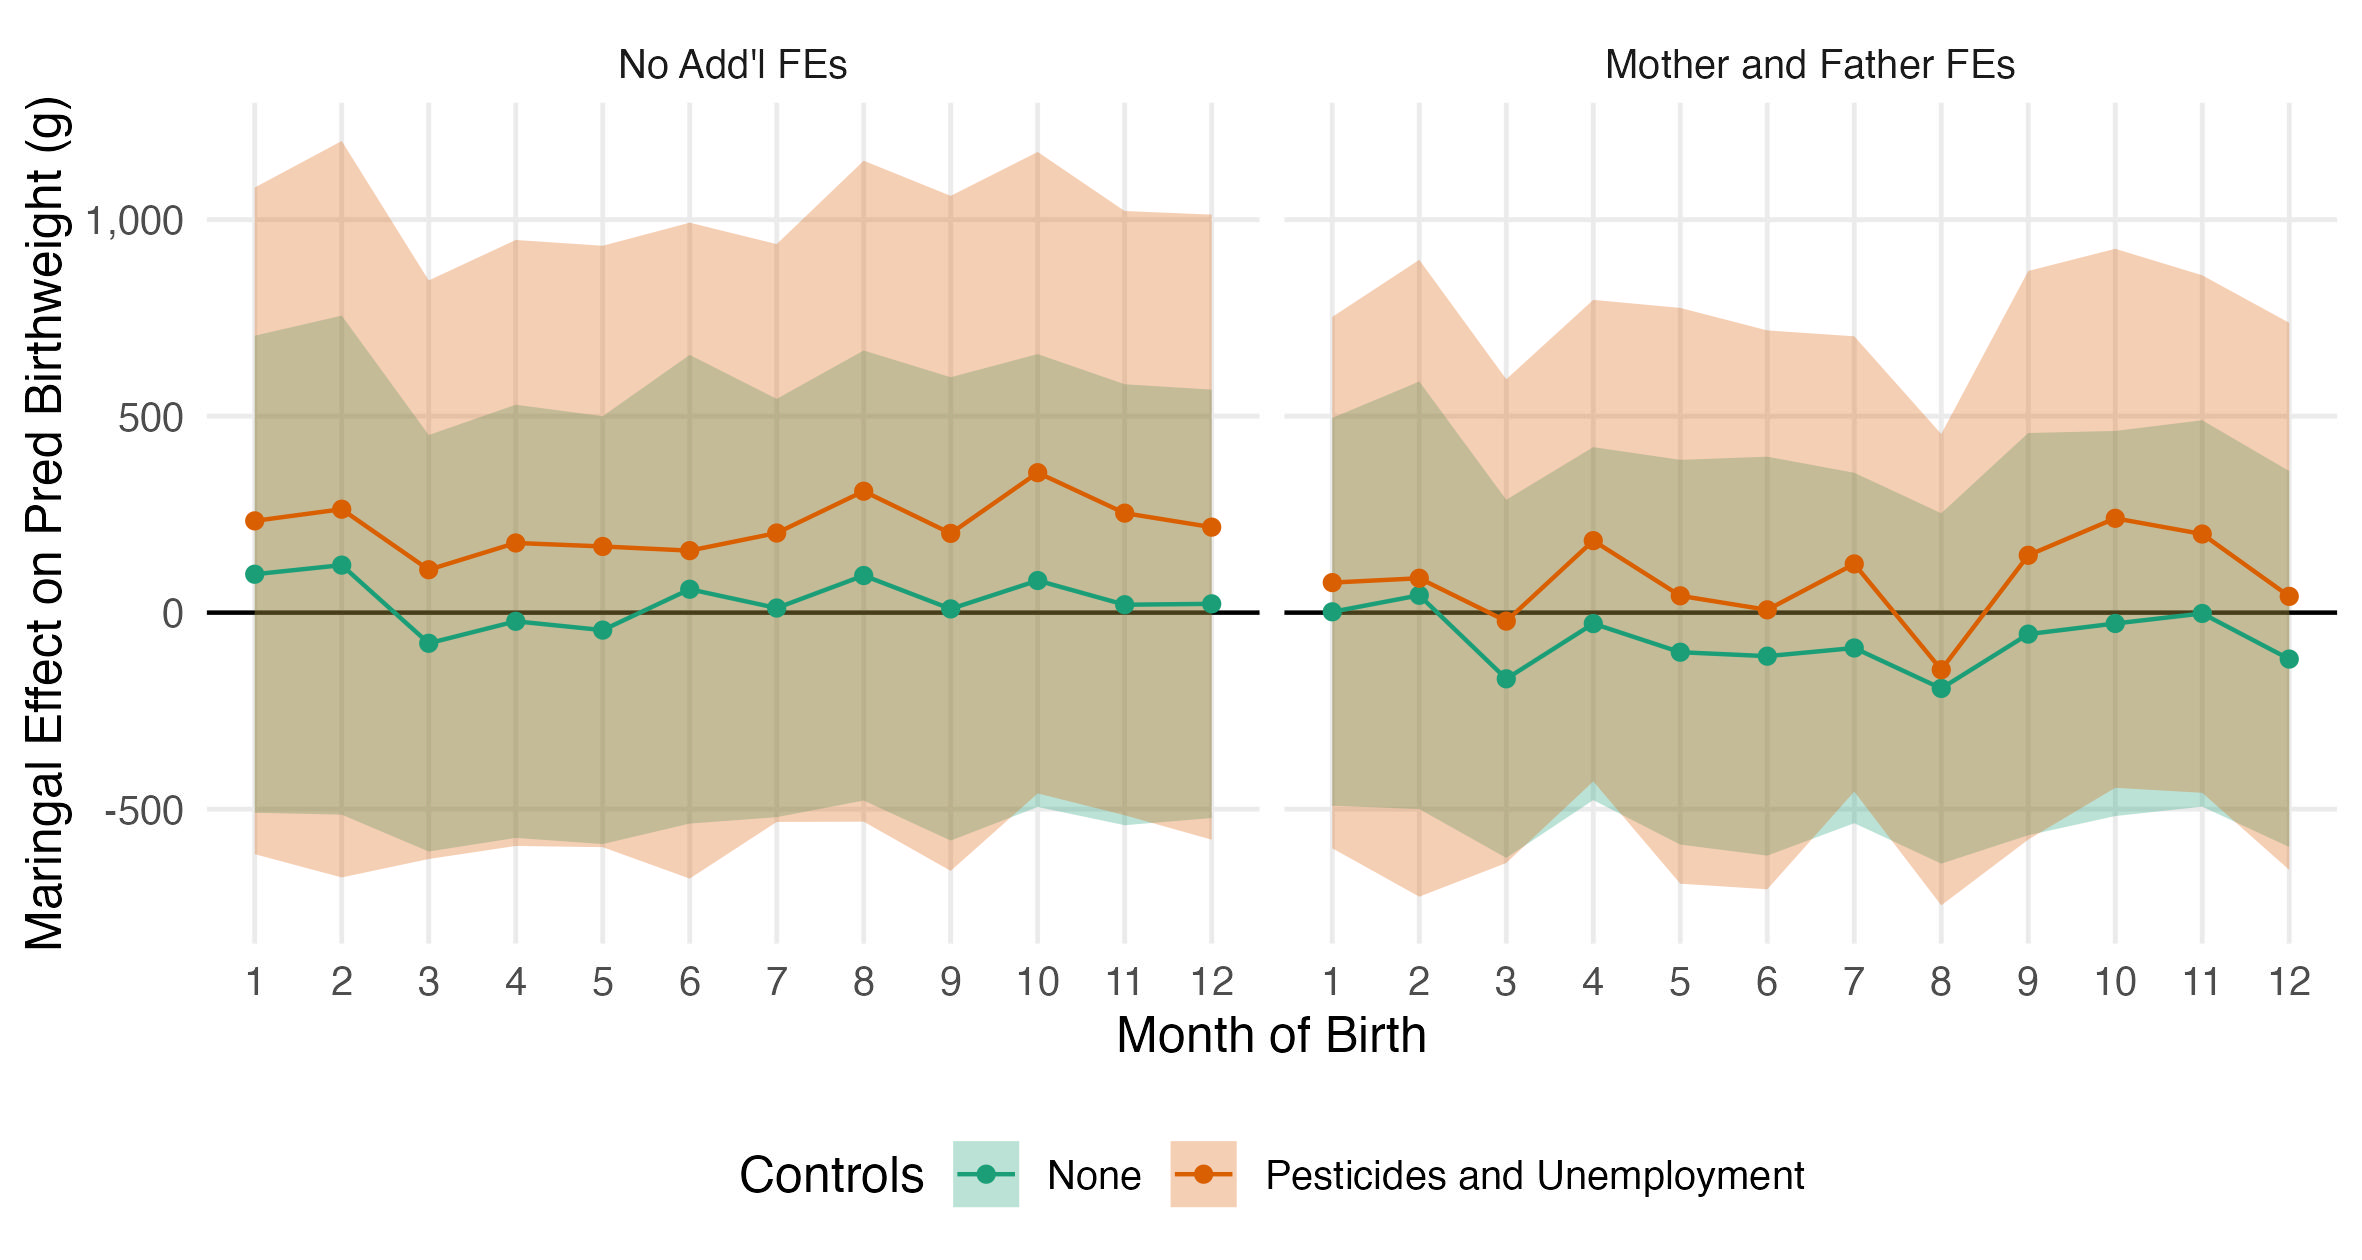 No Add'l FEs
Mother and Father FEs
Maringal Effect on Pred Birthweight (g)
1,000
500
0
-500
1 2 3 4 5 6 7 8 9 10 11 12
1 2 3 4 5 6 7 8 9 10 11 12
Month of Birth
Controls None Pesticides and Unemployment